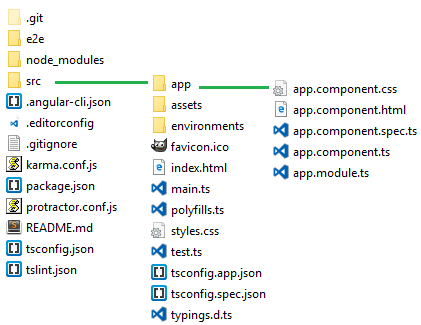 .git
e2e
node_modules
src
.angular-cli.json
.editorconfig
.gitignore
karma.conf.js
package.json
protractor.conf.js
README.md
tsconfig.json
tslint.json
app
assets
environments
favicon.ico
index.html
main.ts
polyfills.ts
styles.css
test.ts
tsconfig.app.json
tsconfig.spec.json
typings.d.ts
app.component.css
app.component.html
app.component.spec.ts
app.component.ts
app.module.ts